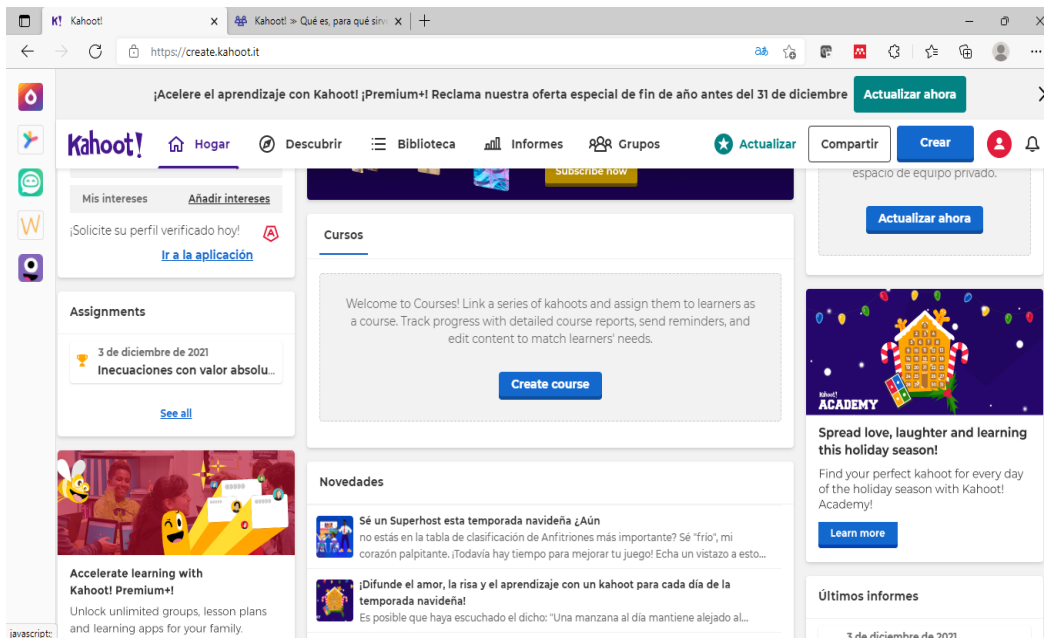 Kahoot!
Kahoot! » Qué es, para qué sirv
https://create.kahoot.it
¡Acelere el aprendizaje con Kahoot! ¡Premium+! Reclama nuestra oferta especial de fin de año antes del 31 de diciembre
Actualizar ahora
Kahoot!
Hogar
Descubrir
Biblioteca
Informes
Grupos
Actualizar
Compartir
Crear
Mis intereses
Añadir intereses
¡Solicite su perfil verificado hoy!
Ir a la aplicación
Assignments
3 de diciembre de 2021
Inecuaciones con valor absolu...
See all
Accelerate learning with
Kahoot! Premium+!
Unlock unlimited groups, lesson plans
and learning apps for your family.
javascript:;
Subscribe now
Cursos
Welcome to Courses! Link a series of kahoots and assign them to learners as
a course. Track progress with detailed course reports, send reminders, and
edit content to match learners' needs.
Create course
Novedades
Sé un Superhost esta temporada navideña ¿Aún
no estás en la tabla de clasificación de Anfitriones más importante? Sé "frío", mi
corazón palpitante. ¡Todavía hay tiempo para mejorar tu juego! Echa un vistazo a esto...
¡Difunde el amor, la risa y el aprendizaje con un kahoot para cada día de la
temporada navideña!
Es posible que haya escuchado el dicho: "Una manzana al día mantiene alejado al...
espacio de equipo privado.
Actualizar ahora
Kahoot!
ACADEMY
Spread love, laughter and learning
this holiday season!
Find your perfect kahoot for every day
of the holiday season with Kahoot!
Academy!
Learn more
Últimos informes
3 de diciembre de 2021